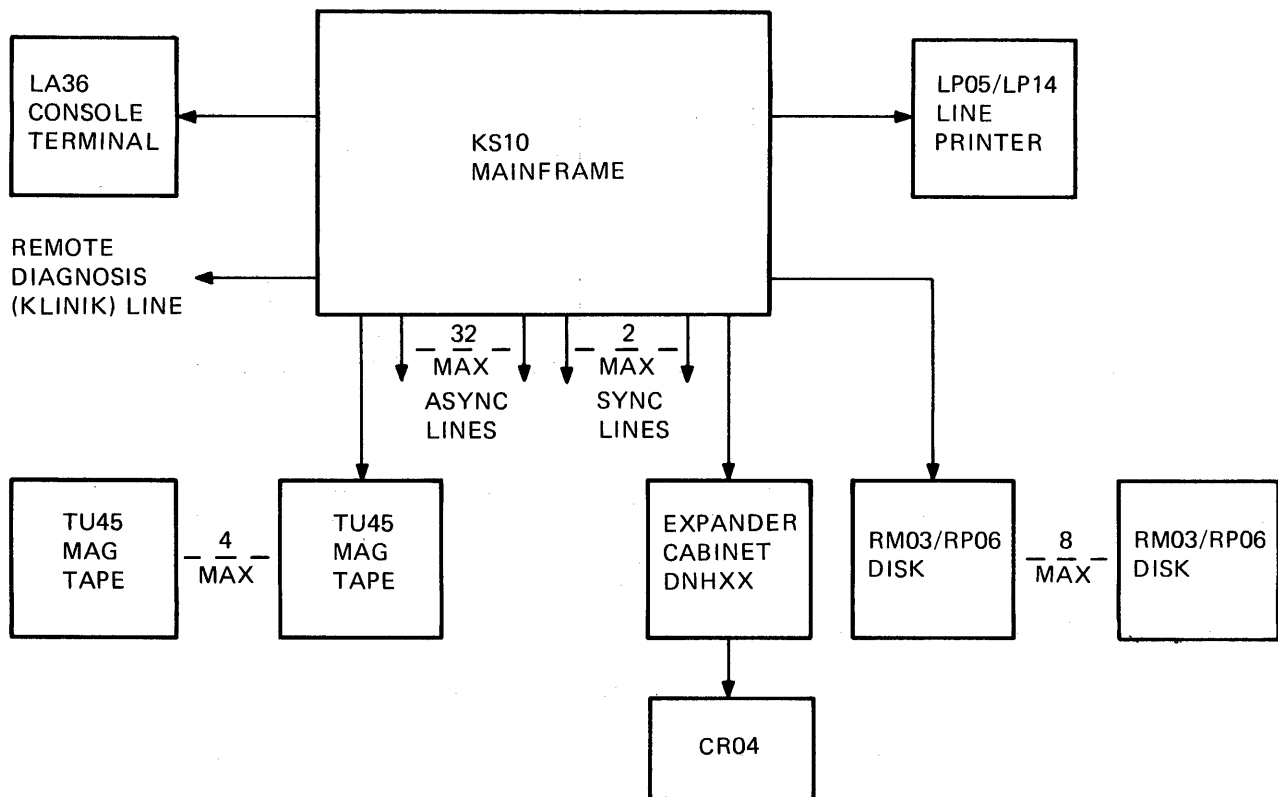 LA36
CONSOLE
TERMINAL
KS10
MAINFRAME
LP05/LP14
LINE
PRINTER
REMOTE
DIAGNOSIS
(KLINIK) LINE
32
MAX
ASYNC
LINES
2
MAX
SYNC
LINES
TU45
MAG
TAPE
4
MAX
TU45
MAG
TAPE
EXPANDER
CABINET
DNHXX
RM03/RP06
DISK
8
MAX
RM03/RP06
DISK
CR04